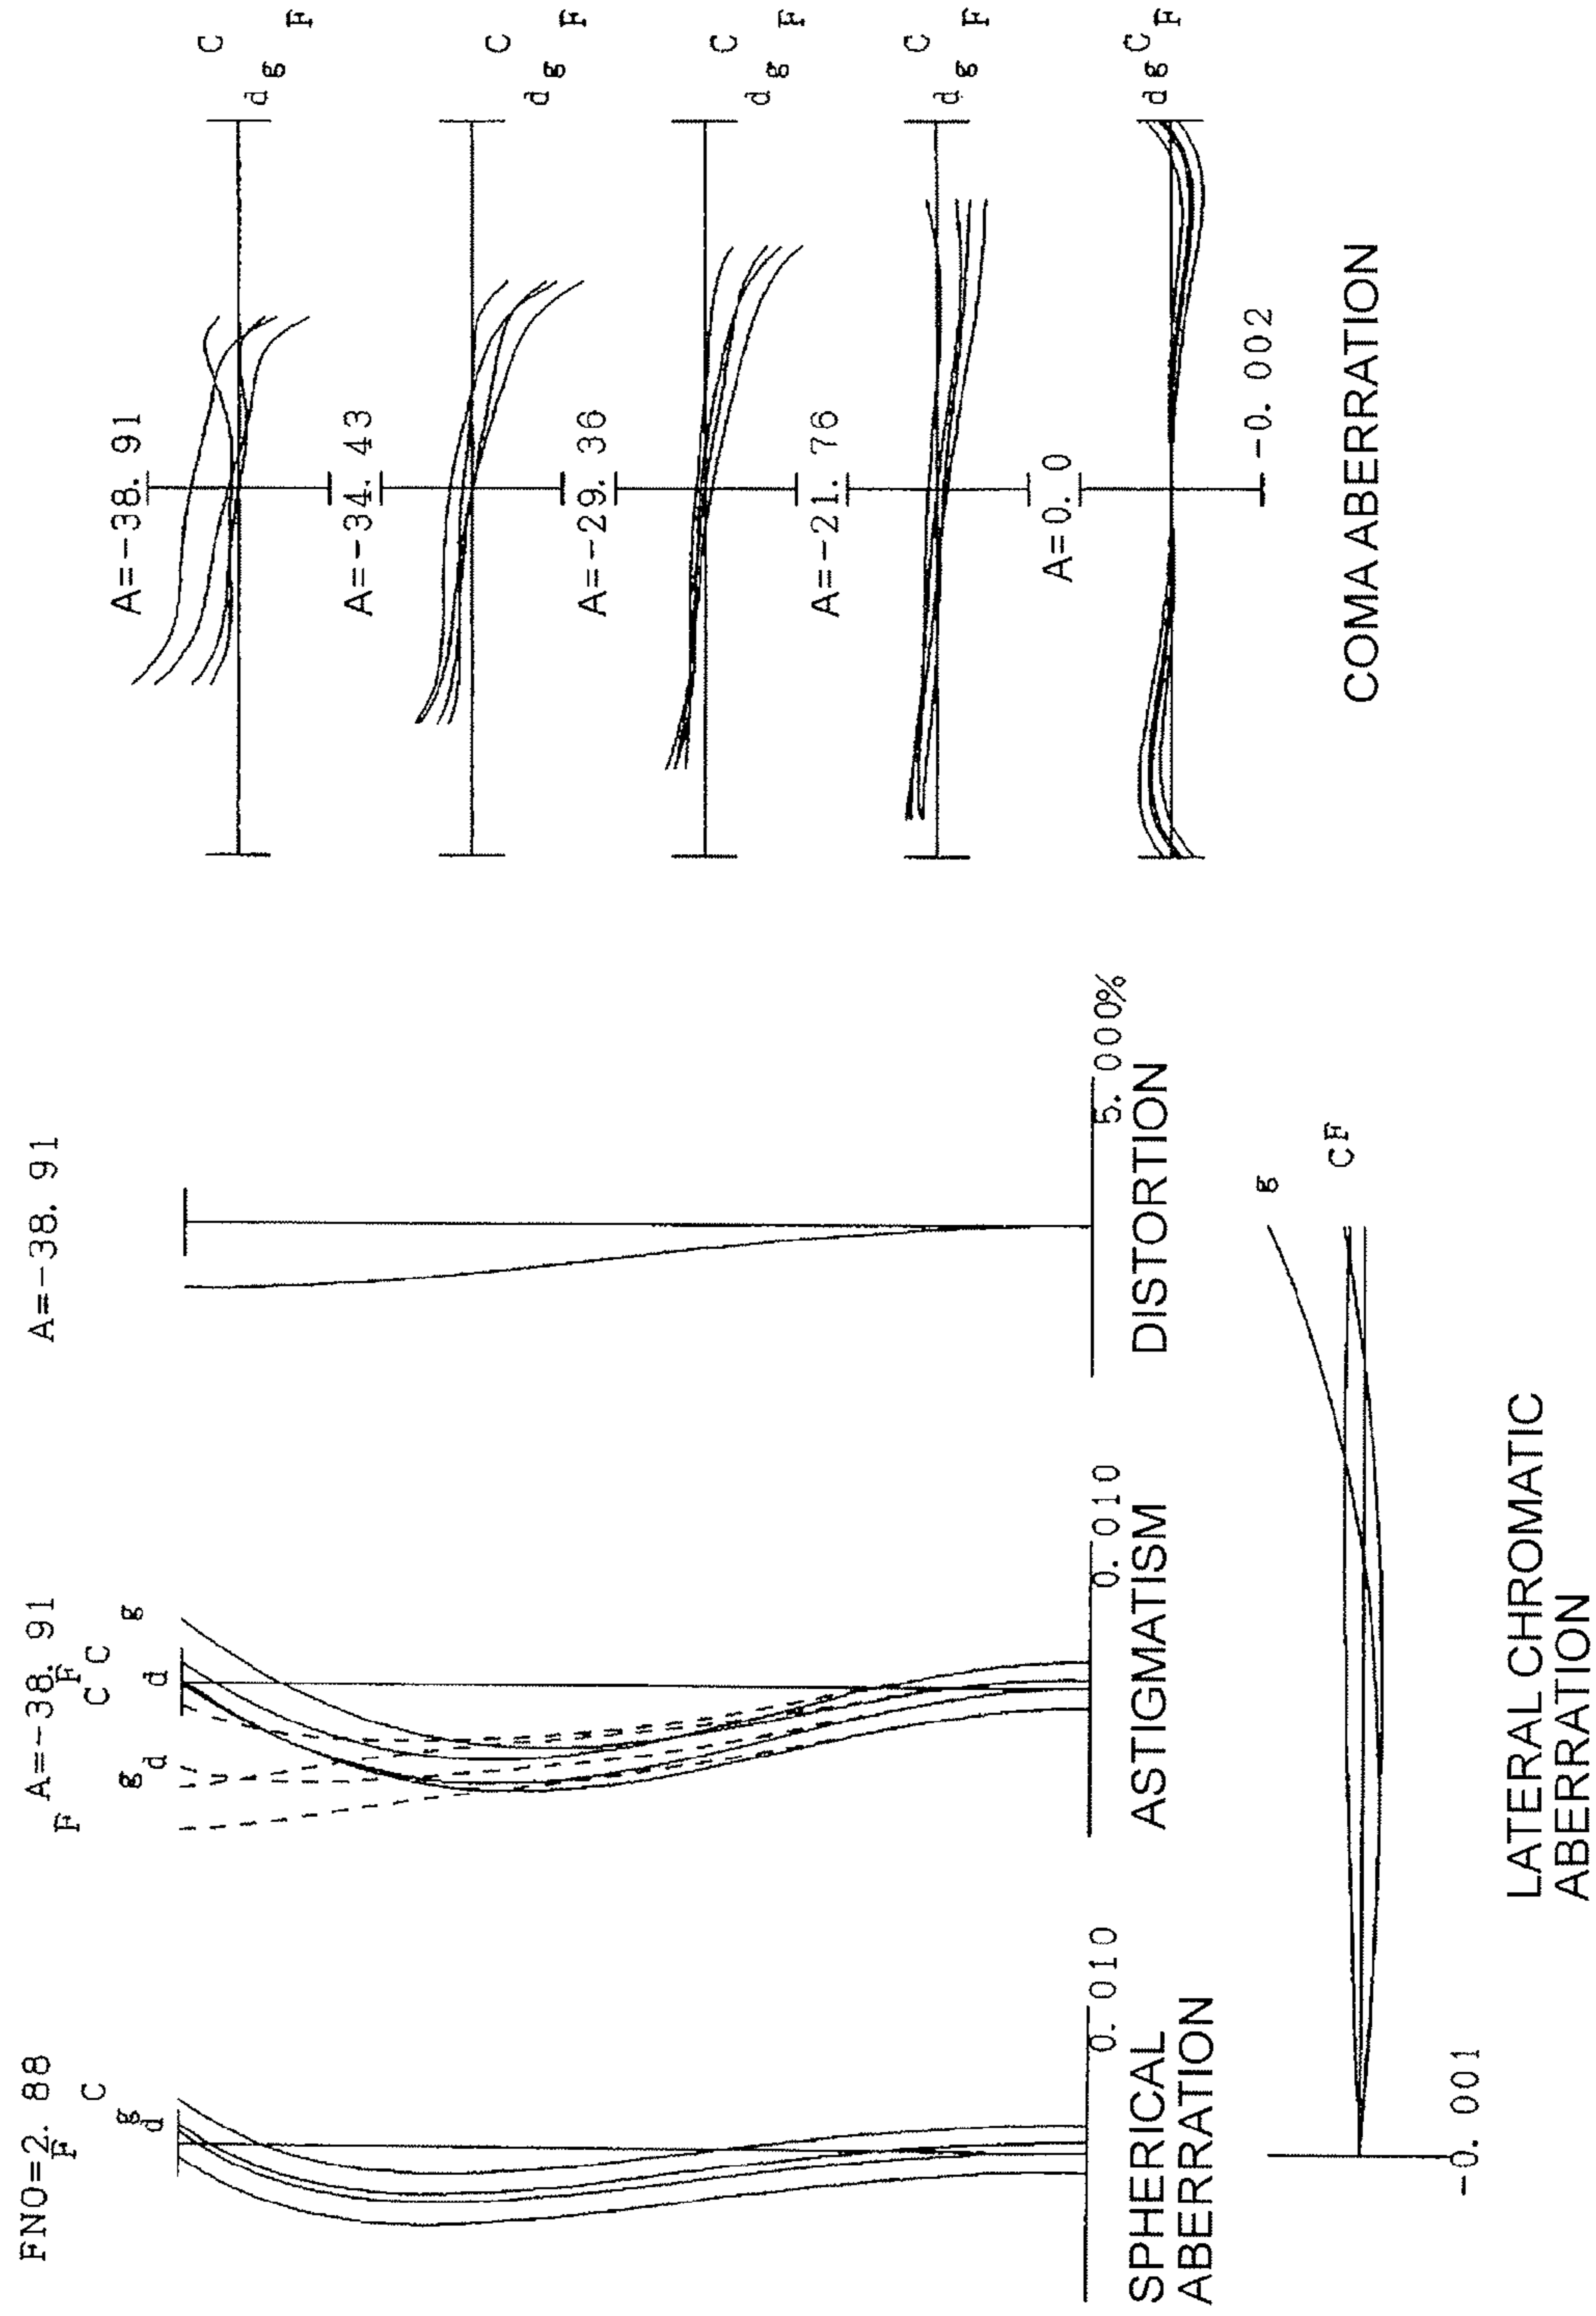 FNO=2. 88
F
g
d
C
0. 010
SPHERICAL
ABERRATION
A=-38. 91
F
g
d
C
F
d
C
g
0. 010
ASTIGMATISM
A=-38. 91
5. 000%
DISTORTION
A=-38. 91
d
g
C
F
A=-34. 43
d
g
C
F
A=-29. 36
d
g
C
F
A=-21. 76
d
g
C
F
A=0. 0
d
g
C
F
-0. 002
COMA ABERRATION
g
CF
-0. 001
LATERAL CHROMATIC
ABERRATION